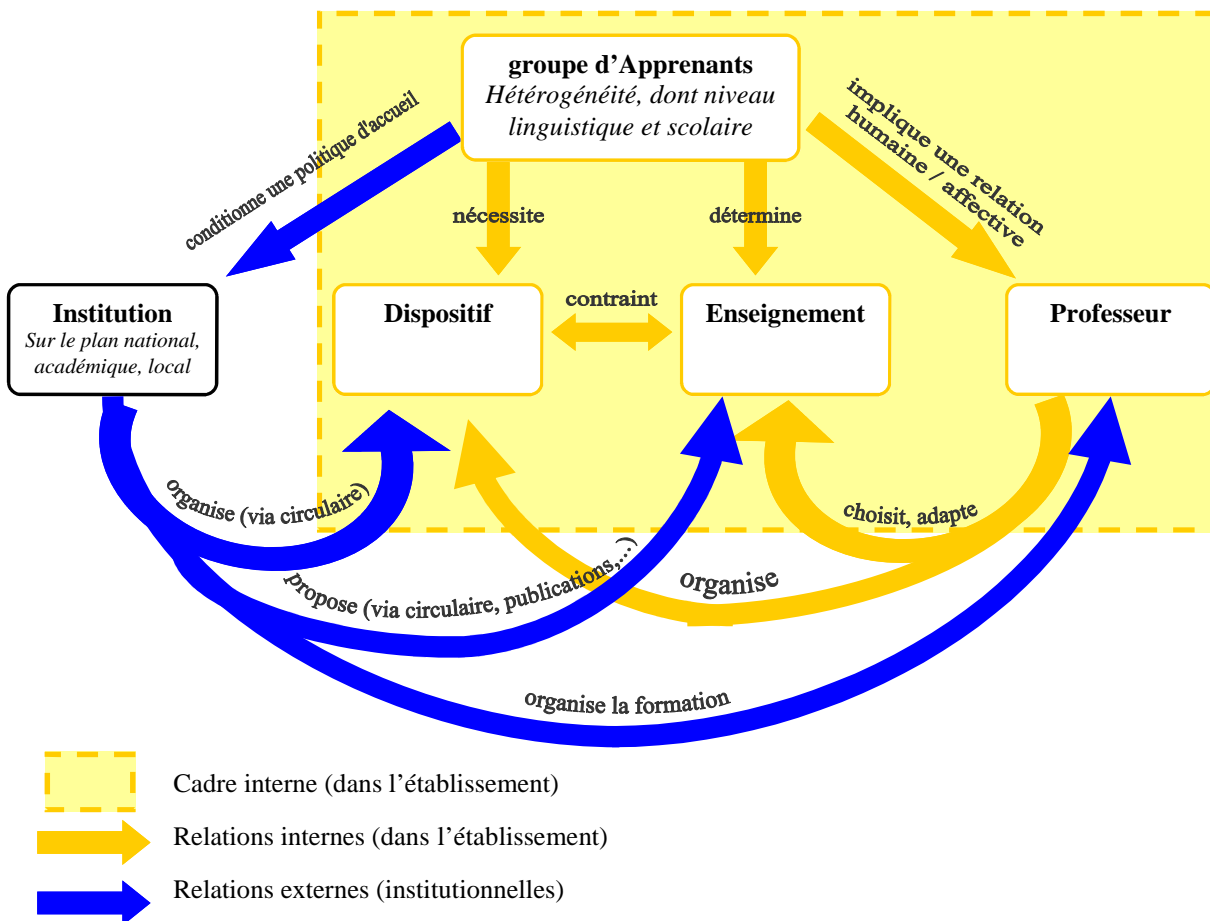 groupe d’Apprenants
Hétérogénéité, dont niveau
linguistique et scolaire
conditionne une politique d'accueil
nécessite
détermine
implique une relation
humaine / affective
Institution
Sur le plan national,
académique, local
Dispositif
contraint
Enseignement
Professeur
organise (via circulaire)
choisit, adapte
propose (via circulaire, publications,...)
organise
organise la formation
Cadre interne (dans l’établissement)
Relations internes (dans l’établissement)
Relations externes (institutionnelles)